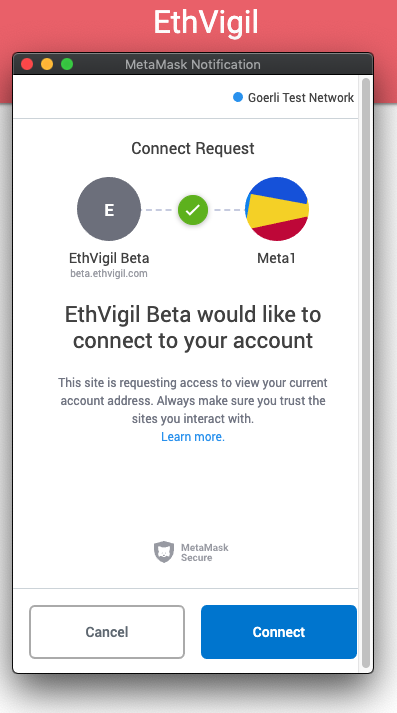 EthVigil
MetaMask Notification
Goerli Test Network
Connect Request
E
EthVigil Beta
beta.ethvigil.com
Meta1
EthVigil Beta would like to
connect to your account
This site is requesting access to view your current
account address. Always make sure you trust the
sites you interact with.
Learn more.
MetaMask
Secure
Cancel
Connect